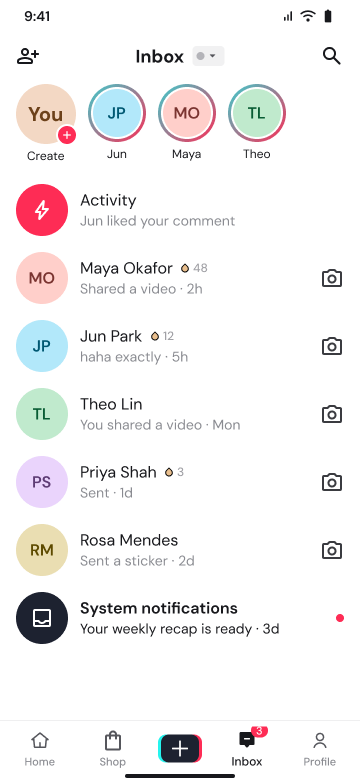 9:41
Inbox
You
JP
MO
TL
Create
Jun
Maya
Theo
Activity
Jun liked your comment
MO
Maya Okafor 48
Shared a video · 2h
JP
Jun Park 12
haha exactly · 5h
TL
Theo Lin
You shared a video · Mon
PS
Priya Shah 3
Sent · 1d
RM
Rosa Mendes
Sent a sticker · 2d
System notifications
Your weekly recap is ready · 3d
3
Home
Shop
Inbox
Profile